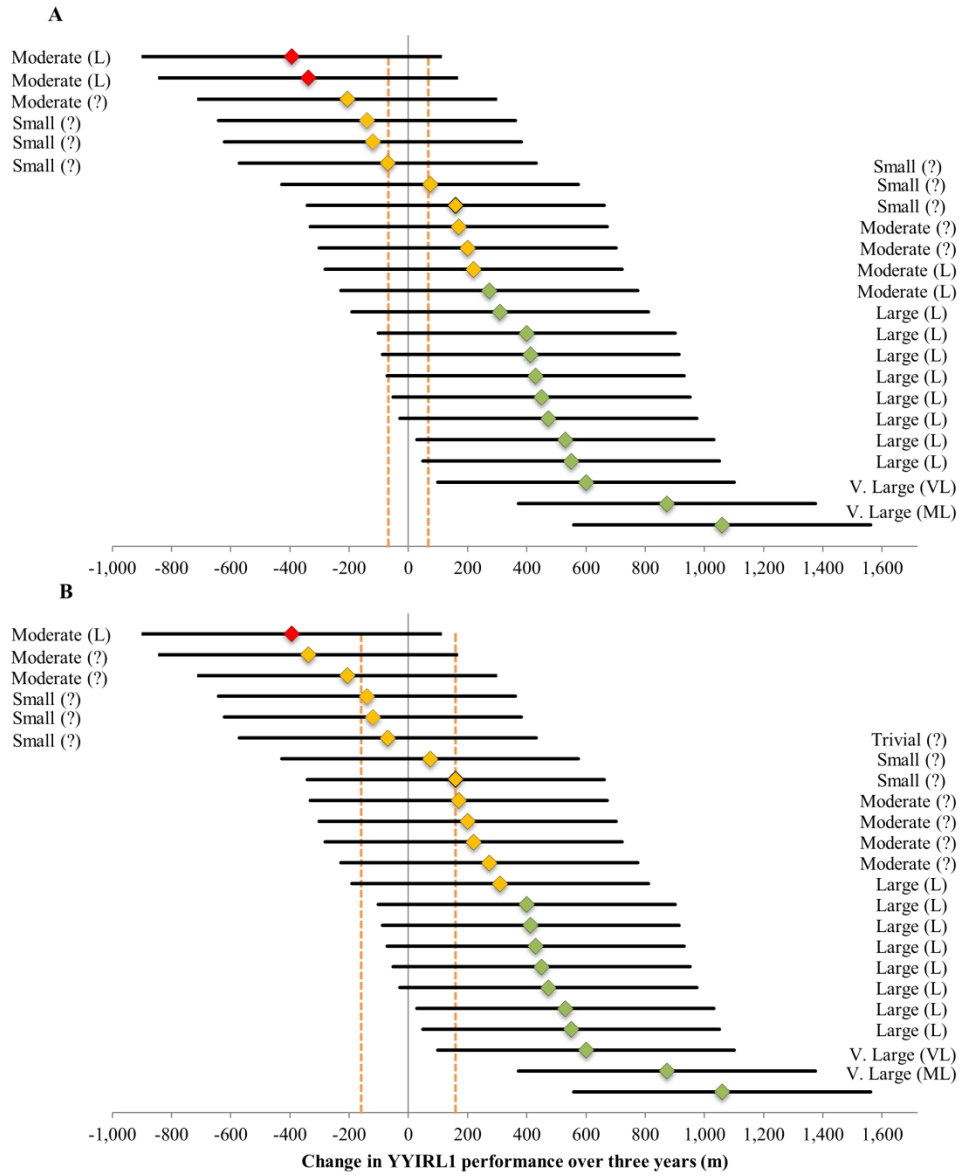 A
Moderate (L)
Moderate (L)
Moderate (?)
Small (?)
Small (?)
Small (?)
Small (?)
Small (?)
Small (?)
Moderate (?)
Moderate (?)
Moderate (L)
Moderate (L)
Large (L)
Large (L)
Large (L)
Large (L)
Large (L)
Large (L)
Large (L)
Large (L)
V. Large (VL)
V. Large (ML)
-1,000 -800 -600 -400 -200 0 200 400 600 800 1,000 1,200 1,400 1,600
B
Moderate (L)
Moderate (?)
Moderate (?)
Small (?)
Small (?)
Small (?)
Trivial (?)
Small (?)
Small (?)
Moderate (?)
Moderate (?)
Moderate (?)
Moderate (?)
Large (L)
Large (L)
Large (L)
Large (L)
Large (L)
Large (L)
Large (L)
Large (L)
V. Large (VL)
V. Large (ML)
-1,000 -800 -600 -400 -200 0 200 400 600 800 1,000 1,200 1,400 1,600
Change in YYIRL1 performance over three years (m)